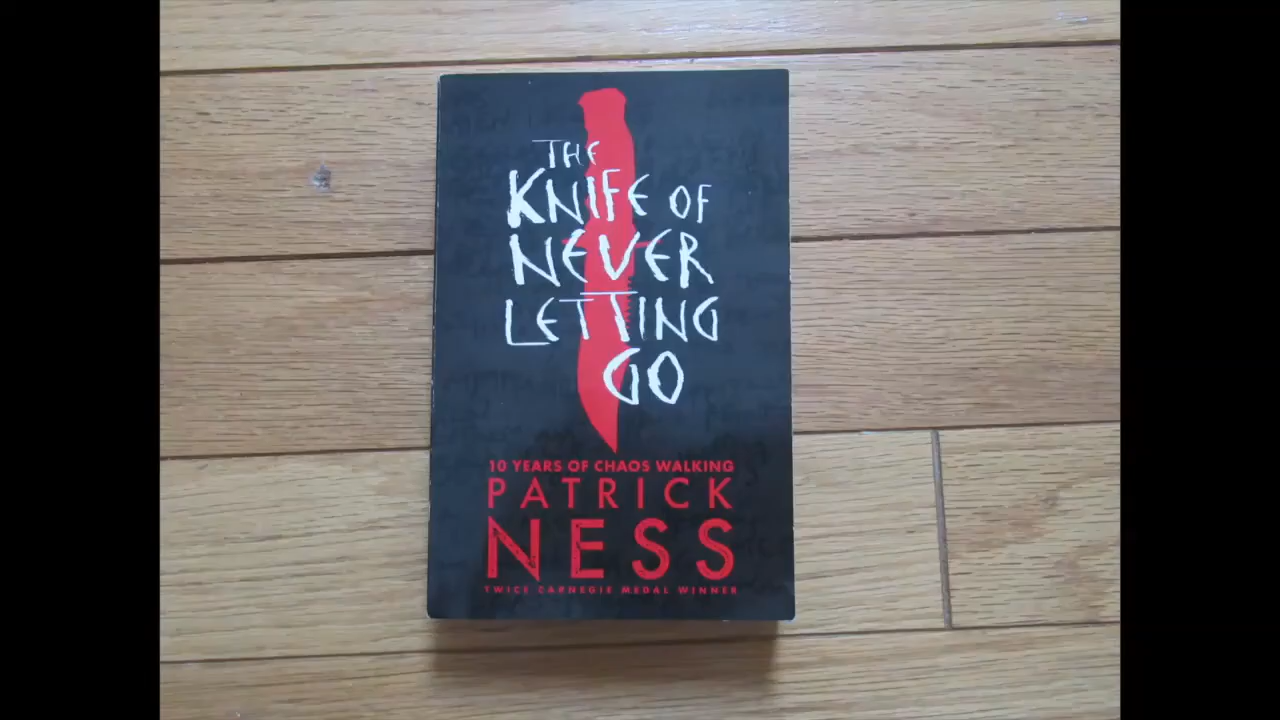 THE
KNIFE OF
NEVER
LETTING
GO
10 YEARS OF CHAOS WALKING
PATRICK
NESS
TWICE CARNEGIE MEDAL WINNER